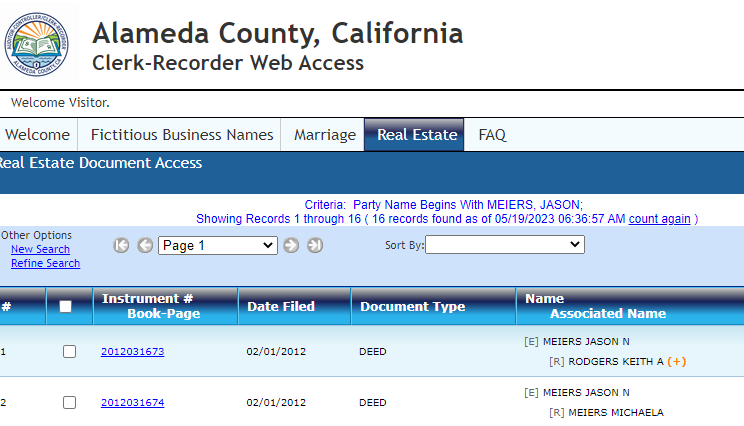 Alameda County, California
Clerk-Recorder Web Access
Welcome Visitor.
Welcome Fictitious Business Names Marriage Real Estate FAQ
Real Estate Document Access
Criteria: Party Name Begins With MEIERS, JASON;
Showing Records 1 through 16 ( 16 records found as of 05/19/2023 06:36:57 AM count again )
Other Options
New Search
Refine Search
Page 1
Sort By:
# Instrument # Date Filed Document Type Name
Book-Page Associated Name
1 2012031673 02/01/2012 DEED [E] MEIERS JASON N
[R] RODGERS KEITH A (+)
2 2012031674 02/01/2012 DEED [E] MEIERS JASON N
[R] MEIERS MICHAELA